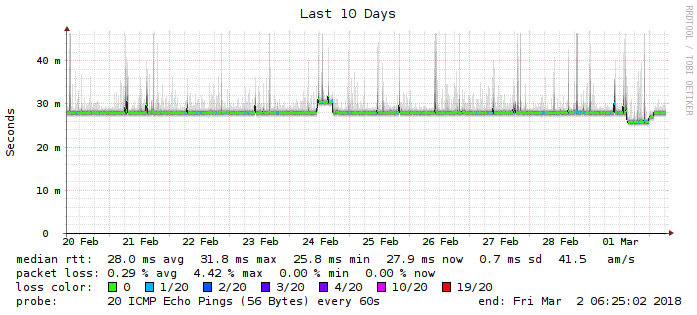 Last 10 Days
RRDTOOL / TOBI OETIKER
Seconds
40 m
30 m
20 m
10 m
0
20 Feb 21 Feb 22 Feb 23 Feb 24 Feb 25 Feb 26 Feb 27 Feb 28 Feb 01 Mar
median rtt: 28.0 ms avg 31.8 ms max 25.8 ms min 27.9 ms now 0.7 ms sd 41.5 am/s
packet loss: 0.29 % avg 4.42 % max 0.00 % min 0.00 % now
loss color: 0 1/20 2/20 3/20 4/20 10/20 19/20
probe: 20 ICMP Echo Pings (56 Bytes) every 60s end: Fri Mar 2 06:25:02 2018